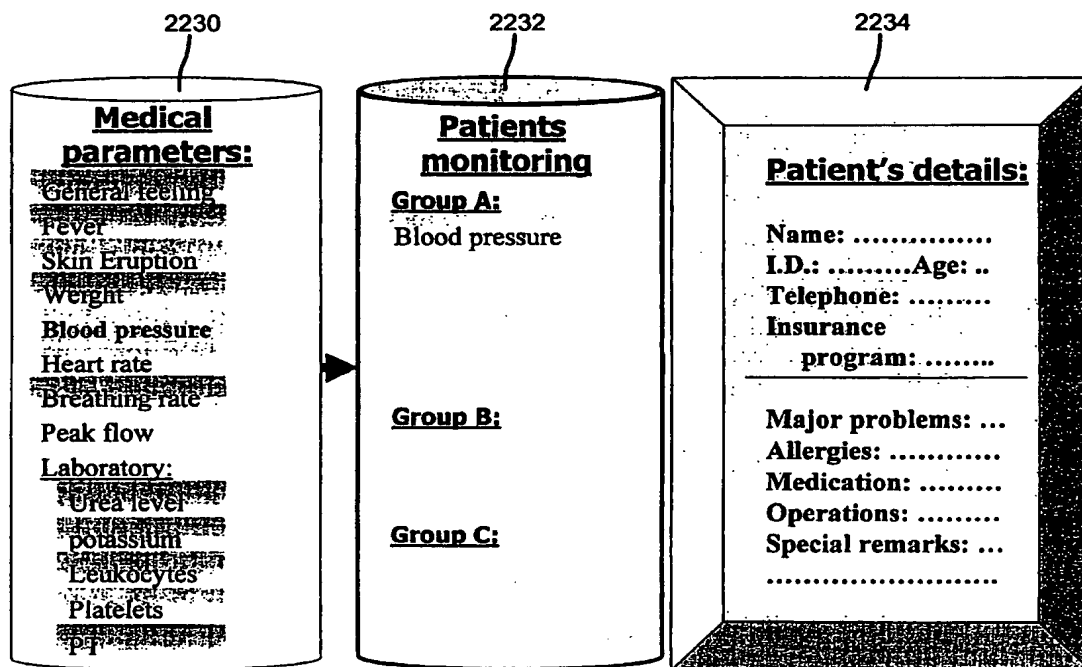 2230
2232
2234
Medical
parameters:
General feeling
Fever
Skin Eruption
Weight
Blood pressure
Heart rate
Breathing rate
Peak flow
Laboratory:
Urea level
potassium
Leukocytes
Platelets
PT
Patients
monitoring
Group A:
Blood pressure
Group B:
Group C:
Patient's details:
Name: ...............
I.D.: .........Age: ..
Telephone: .........
Insurance
program: ........
Major problems: ...
Allergies: ............
Medication: .........
Operations: .........
Special remarks: ...
.........................